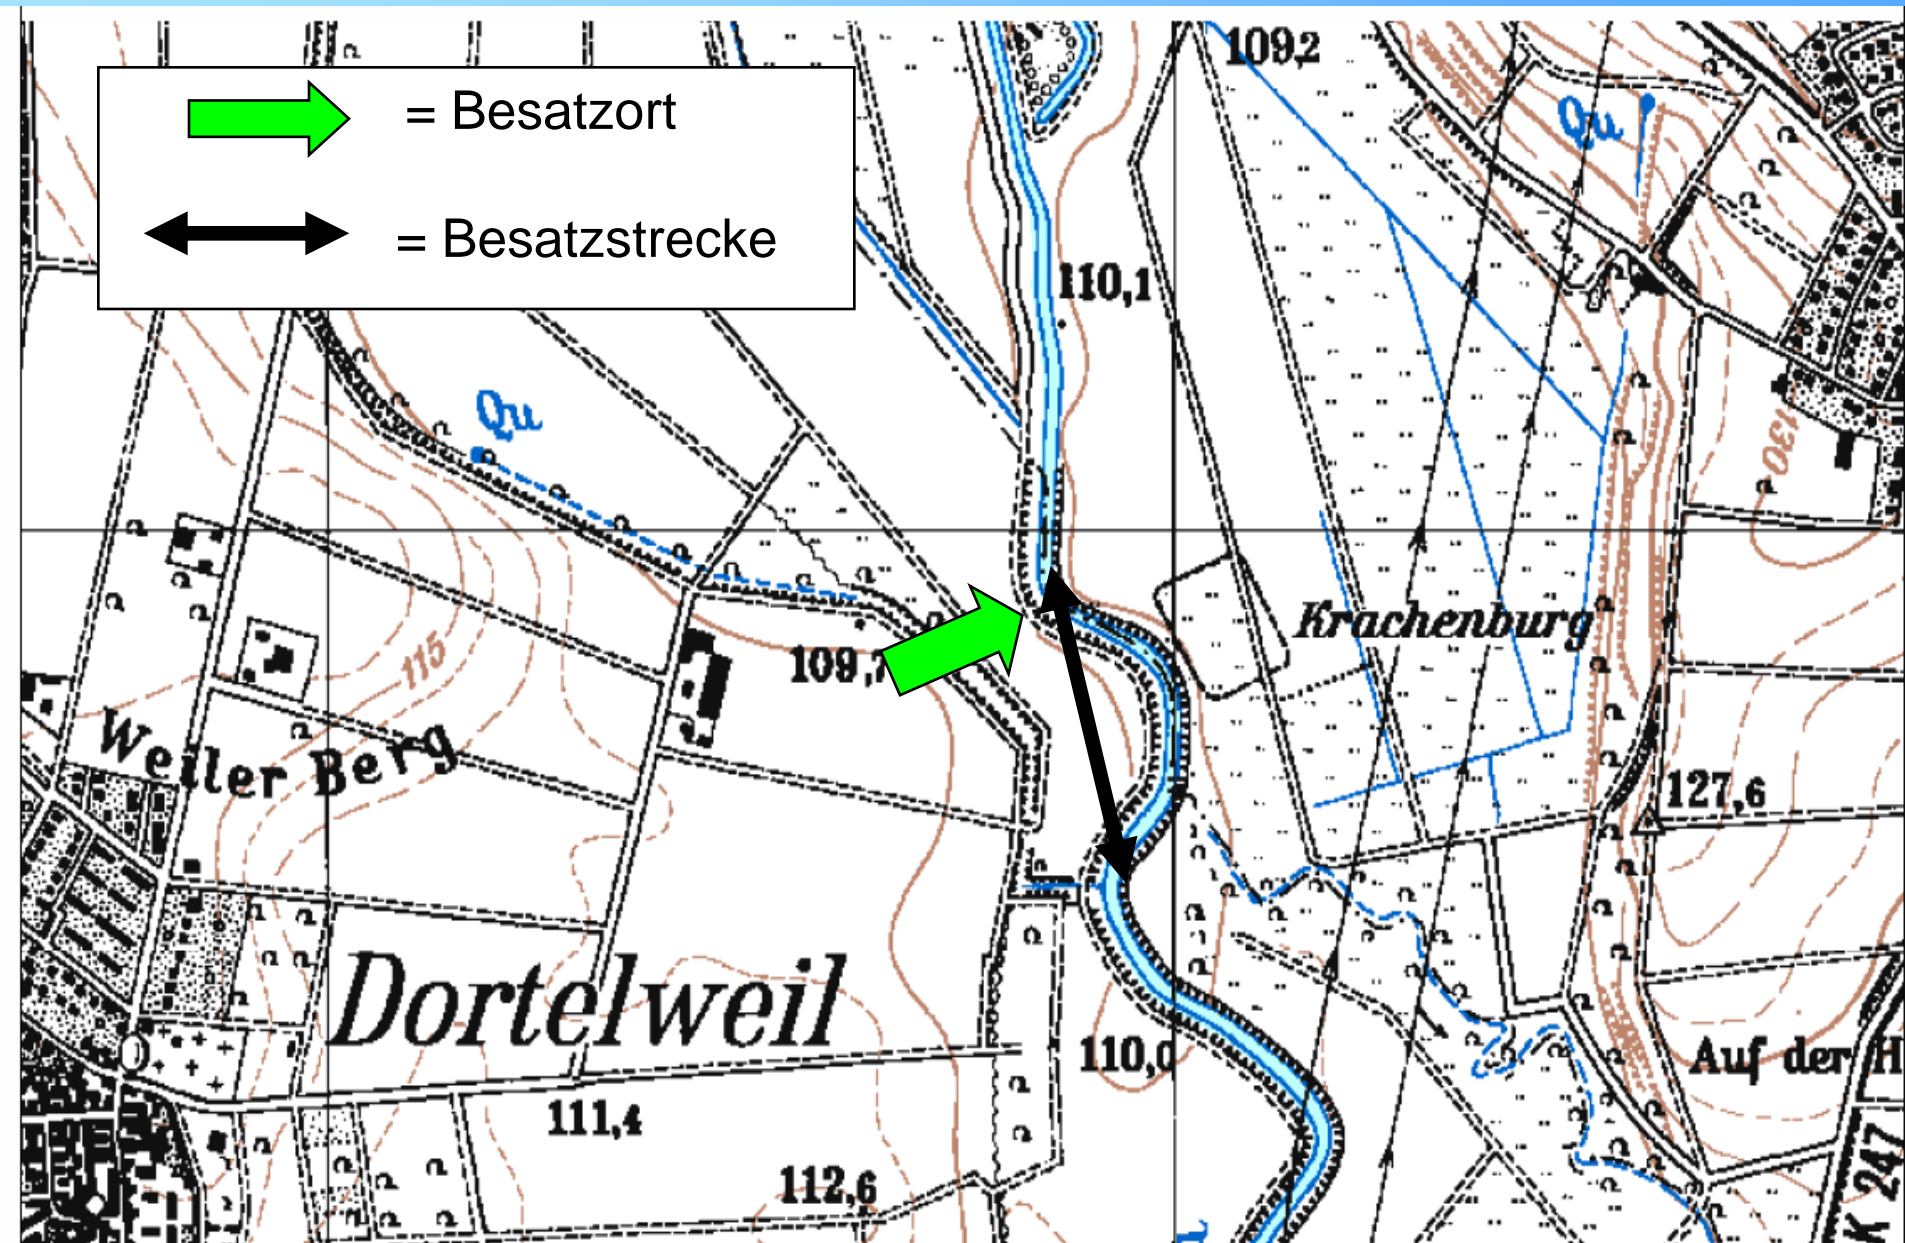 109,2
= Besatzort
Qu
= Besatzstrecke
110,1
Qu
130
Krachenburg
109,7
115
Weiler Berg
127,6
Dortelweil
110,0
Auf der H
111,4
K 247
112,6